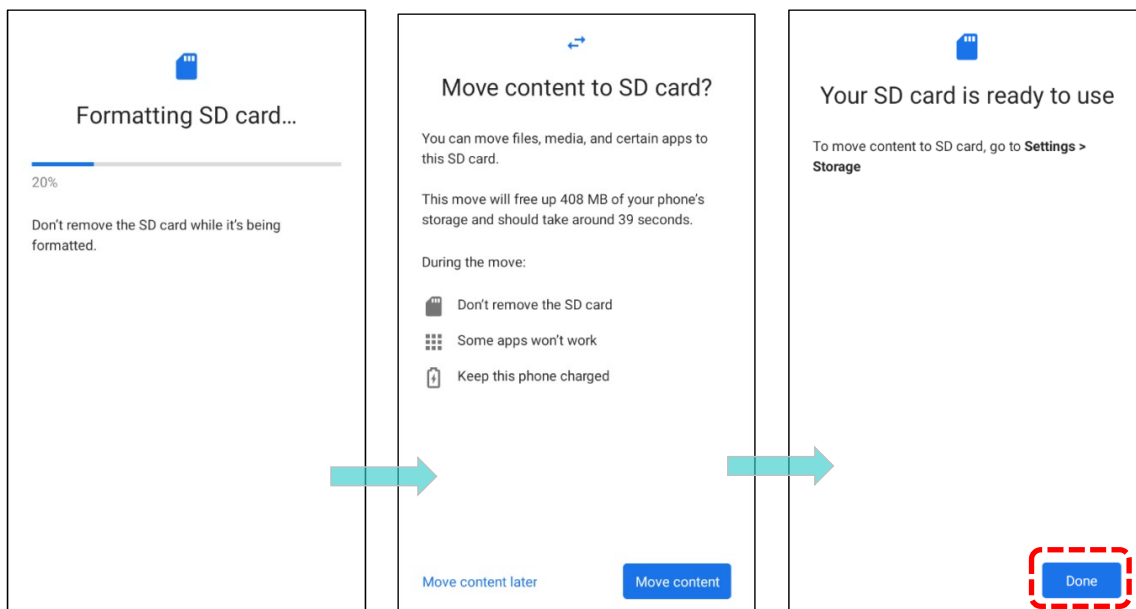 Formatting SD card...
20%
Don't remove the SD card while it's being
formatted.
Move content to SD card?
You can move files, media, and certain apps to
this SD card.
This move will free up 408 MB of your phone's
storage and should take around 39 seconds.
During the move:
Don't remove the SD card
Some apps won't work
Keep this phone charged
Move content later
Move content
Your SD card is ready to use
To move content to SD card, go to Settings >
Storage
Done